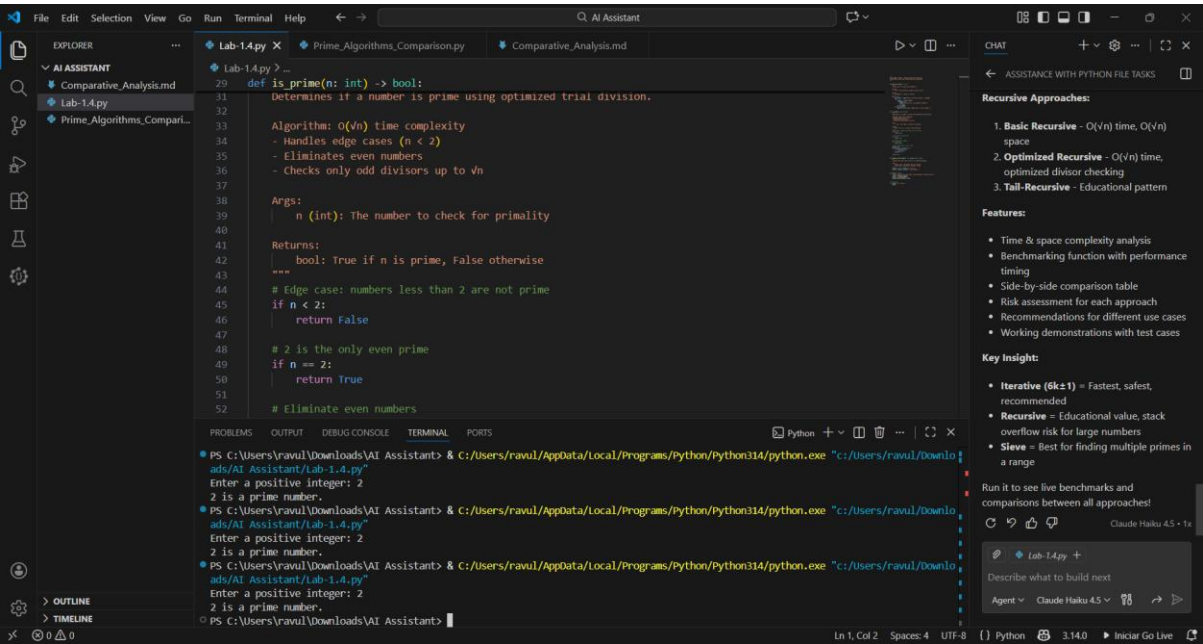 File Edit Selection View Go Run Terminal Help
AI Assistant
EXPLORER
AI ASSISTANT
Comparative_Analysis.md
Lab-1.4.py
Prime_Algorithms_Compari...
OUTLINE
TIMELINE
Lab-1.4.py
Prime_Algorithms_Comparison.py
Comparative_Analysis.md
Lab-1.4.py > ...
29 def is_prime(n: int) -> bool:
31 Determines if a number is prime using optimized trial division.
32
33 Algorithm: O(√n) time complexity
34 - Handles edge cases (n < 2)
35 - Eliminates even numbers
36 - Checks only odd divisors up to √n
37
38 Args:
39 n (int): The number to check for primality
40
41 Returns:
42 bool: True if n is prime, False otherwise
43 """
44 # Edge case: numbers less than 2 are not prime
45 if n < 2:
46 return False
47
48 # 2 is the only even prime
49 if n == 2:
50 return True
51
52 # Eliminate even numbers
PROBLEMS OUTPUT DEBUG CONSOLE TERMINAL PORTS
Python
PS C:\Users\ravul\Downloads\AI Assistant> & C:/Users/ravul/AppData/Local/Programs/Python/Python314/python.exe "c:/Users/ravul/Downlo
ads/AI Assistant/Lab-1.4.py"
Enter a positive integer: 2
2 is a prime number.
PS C:\Users\ravul\Downloads\AI Assistant> & C:/Users/ravul/AppData/Local/Programs/Python/Python314/python.exe "c:/Users/ravul/Downlo
ads/AI Assistant/Lab-1.4.py"
Enter a positive integer: 2
2 is a prime number.
PS C:\Users\ravul\Downloads\AI Assistant> & C:/Users/ravul/AppData/Local/Programs/Python/Python314/python.exe "c:/Users/ravul/Downlo
ads/AI Assistant/Lab-1.4.py"
Enter a positive integer: 2
2 is a prime number.
PS C:\Users\ravul\Downloads\AI Assistant>
CHAT
ASSISTANCE WITH PYTHON FILE TASKS
Recursive Approaches:
1. Basic Recursive - O(√n) time, O(√n)
space
2. Optimized Recursive - O(√n) time,
optimized divisor checking
3. Tail-Recursive - Educational pattern
Features:
• Time & space complexity analysis
• Benchmarking function with performance
timing
• Side-by-side comparison table
• Risk assessment for each approach
• Recommendations for different use cases
• Working demonstrations with test cases
Key Insight:
• Iterative (6k±1) = Fastest, safest,
recommended
• Recursive = Educational value, stack
overflow risk for large numbers
• Sieve = Best for finding multiple primes in
a range
Run it to see live benchmarks and
comparisons between all approaches!
Claude Haiku 4.5 • 1x
Lab-1.4.py
Describe what to build next
Agent Claude Haiku 4.5
0 0 Ln 1, Col 2 Spaces: 4 UTF-8 {} Python 3.14.0 Iniciar Go Live